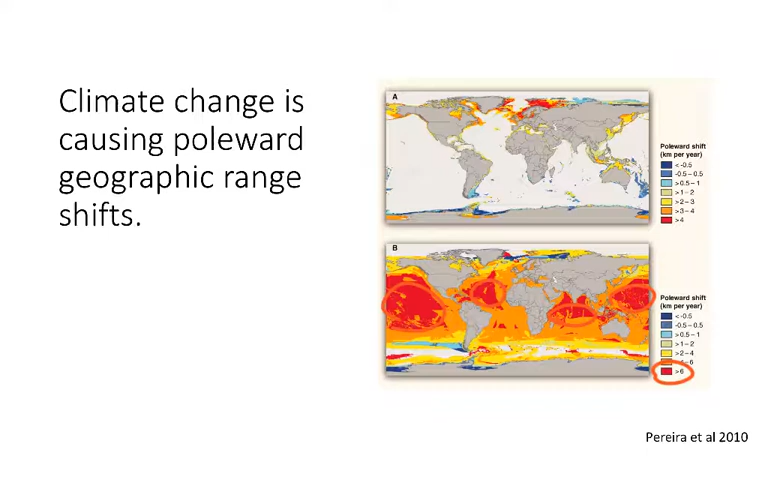 Climate change is
causing poleward
geographic range
shifts.
A
Poleward shift
(km per year)
< -0.5
-0.5 – 0.5
> 0.5 – 1
> 1 – 2
> 2 – 3
> 3 – 4
> 4
B
Poleward shift
(km per year)
< -0.5
-0.5 – 0.5
> 0.5 – 1
> 1 – 2
> 2 – 4
– 6
> 6
Pereira et al 2010